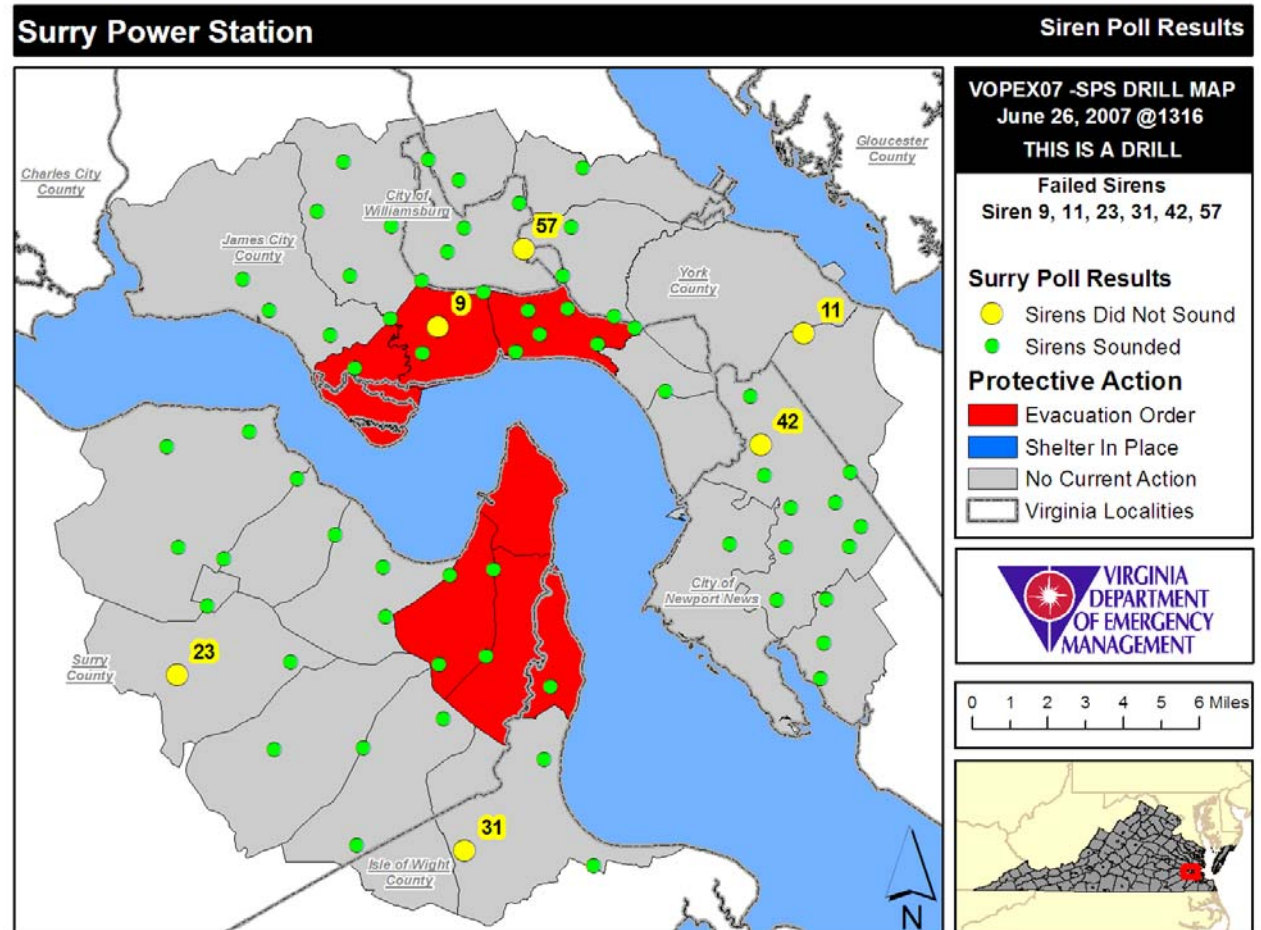 Surry Power Station
Siren Poll Results
VOPEX07 -SPS DRILL MAP
June 26, 2007 @1316
THIS IS A DRILL
Failed Sirens
Siren 9, 11, 23, 31, 42, 57
Surry Poll Results
Sirens Did Not Sound
Sirens Sounded
Protective Action
Evacuation Order
Shelter In Place
No Current Action
Virginia Localities
VIRGINIA
DEPARTMENT
OF EMERGENCY
MANAGEMENT
0 1 2 3 4 5 6 Miles
Charles City
County
Gloucester
County
City of
Williamsburg
57
James City
County
York
County
9
11
42
City of
Newport News
23
Surry
County
31
Isle of Wight
County
N